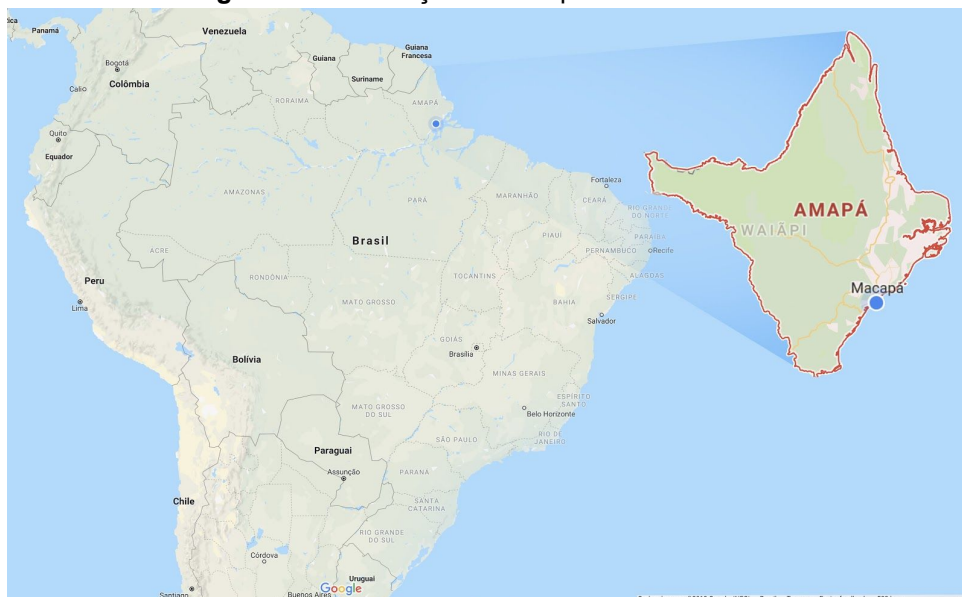 Panamá
Venezuela
Bogotá
Colômbia
Cali
Guiana
Suriname
Guiana
Francesa
RORAIMA
AMAPÁ
Quito
Equador
AMAZONAS
PARÁ
MARANHÃO
Fortaleza
CEARÁ
RIO GRANDE
DO NORTE
PARAÍBA
PIAUÍ
PERNAMBUCO
Recife
ALAGOAS
SERGIPE
ACRE
Brasil
RONDÔNIA
TOCANTINS
Peru
Lima
MATO GROSSO
BAHIA
Salvador
GOIÁS
Brasília
Bolívia
MINAS GERAIS
ESPÍRITO
SANTO
MATO GROSSO
DO SUL
Belo Horizonte
SÃO PAULO
RIO DE
JANEIRO
Paraguai
Assunção
PARANÁ
Chile
SANTA
CATARINA
RIO GRANDE
DO SUL
Córdova
Uruguai
Google
Santiago
Buenos Aires
AMAPÁ
WAIÃPI
Macapá